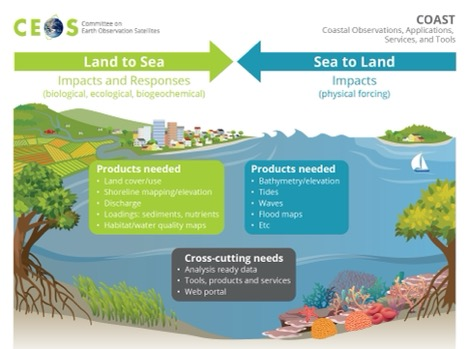 CEOS
Committee on
Earth Observation Satellites
COAST
Coastal Observations, Applications,
Services, and Tools
Land to Sea
Sea to Land
Impacts and Responses
(biological, ecological, biogeochemical)
Impacts
(physical forcing)
Products needed
• Land cover/use
• Shoreline mapping/elevation
• Discharge
• Loadings: sediments, nutrients
• Habitat/water quality maps
Products needed
• Bathymetry/elevation
• Tides
• Waves
• Flood maps
• Etc
Cross-cutting needs
• Analysis ready data
• Tools, products and services
• Web portal